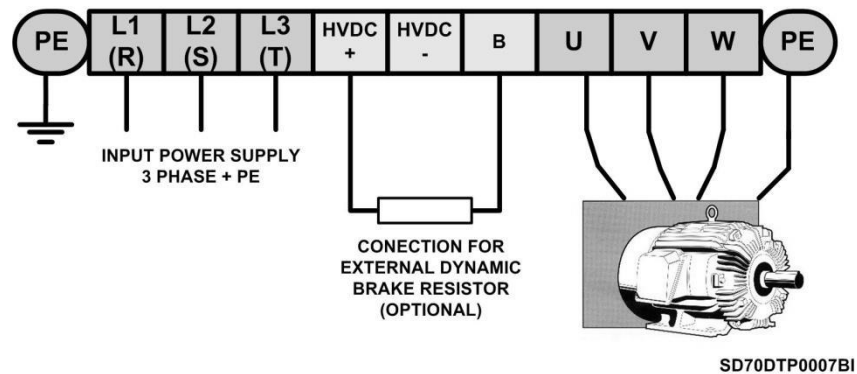 PE
L1
(R)
L2
(S)
L3
(T)
HVDC
+
HVDC
-
B
U
V
W
PE
INPUT POWER SUPPLY
3 PHASE + PE
CONECTION FOR
EXTERNAL DYNAMIC
BRAKE RESISTOR
(OPTIONAL)
SD70DTP0007BI